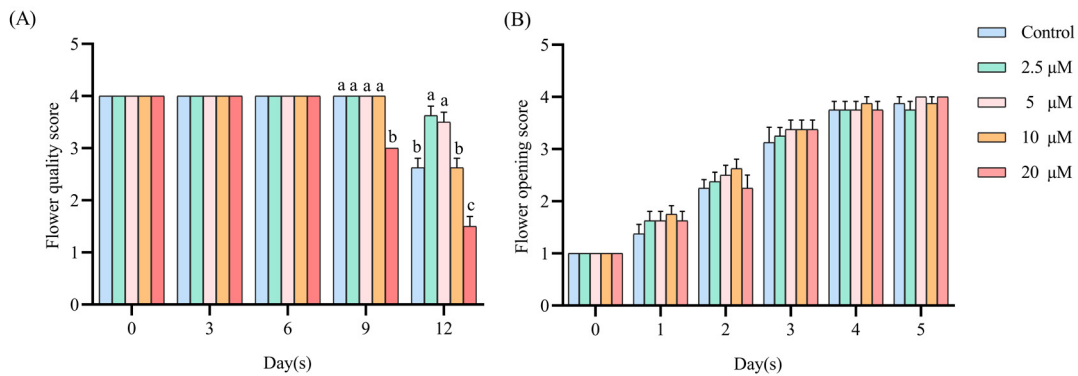 (A)
Flower quality score
5
4
3
2
1
0
a a a a
b
b
a a
b
c
0 3 6 9 12
Day(s)
(B)
Flower opening score
5
4
3
2
1
0
0 1 2 3 4 5
Day(s)
Control
2.5 μM
5 μM
10 μM
20 μM